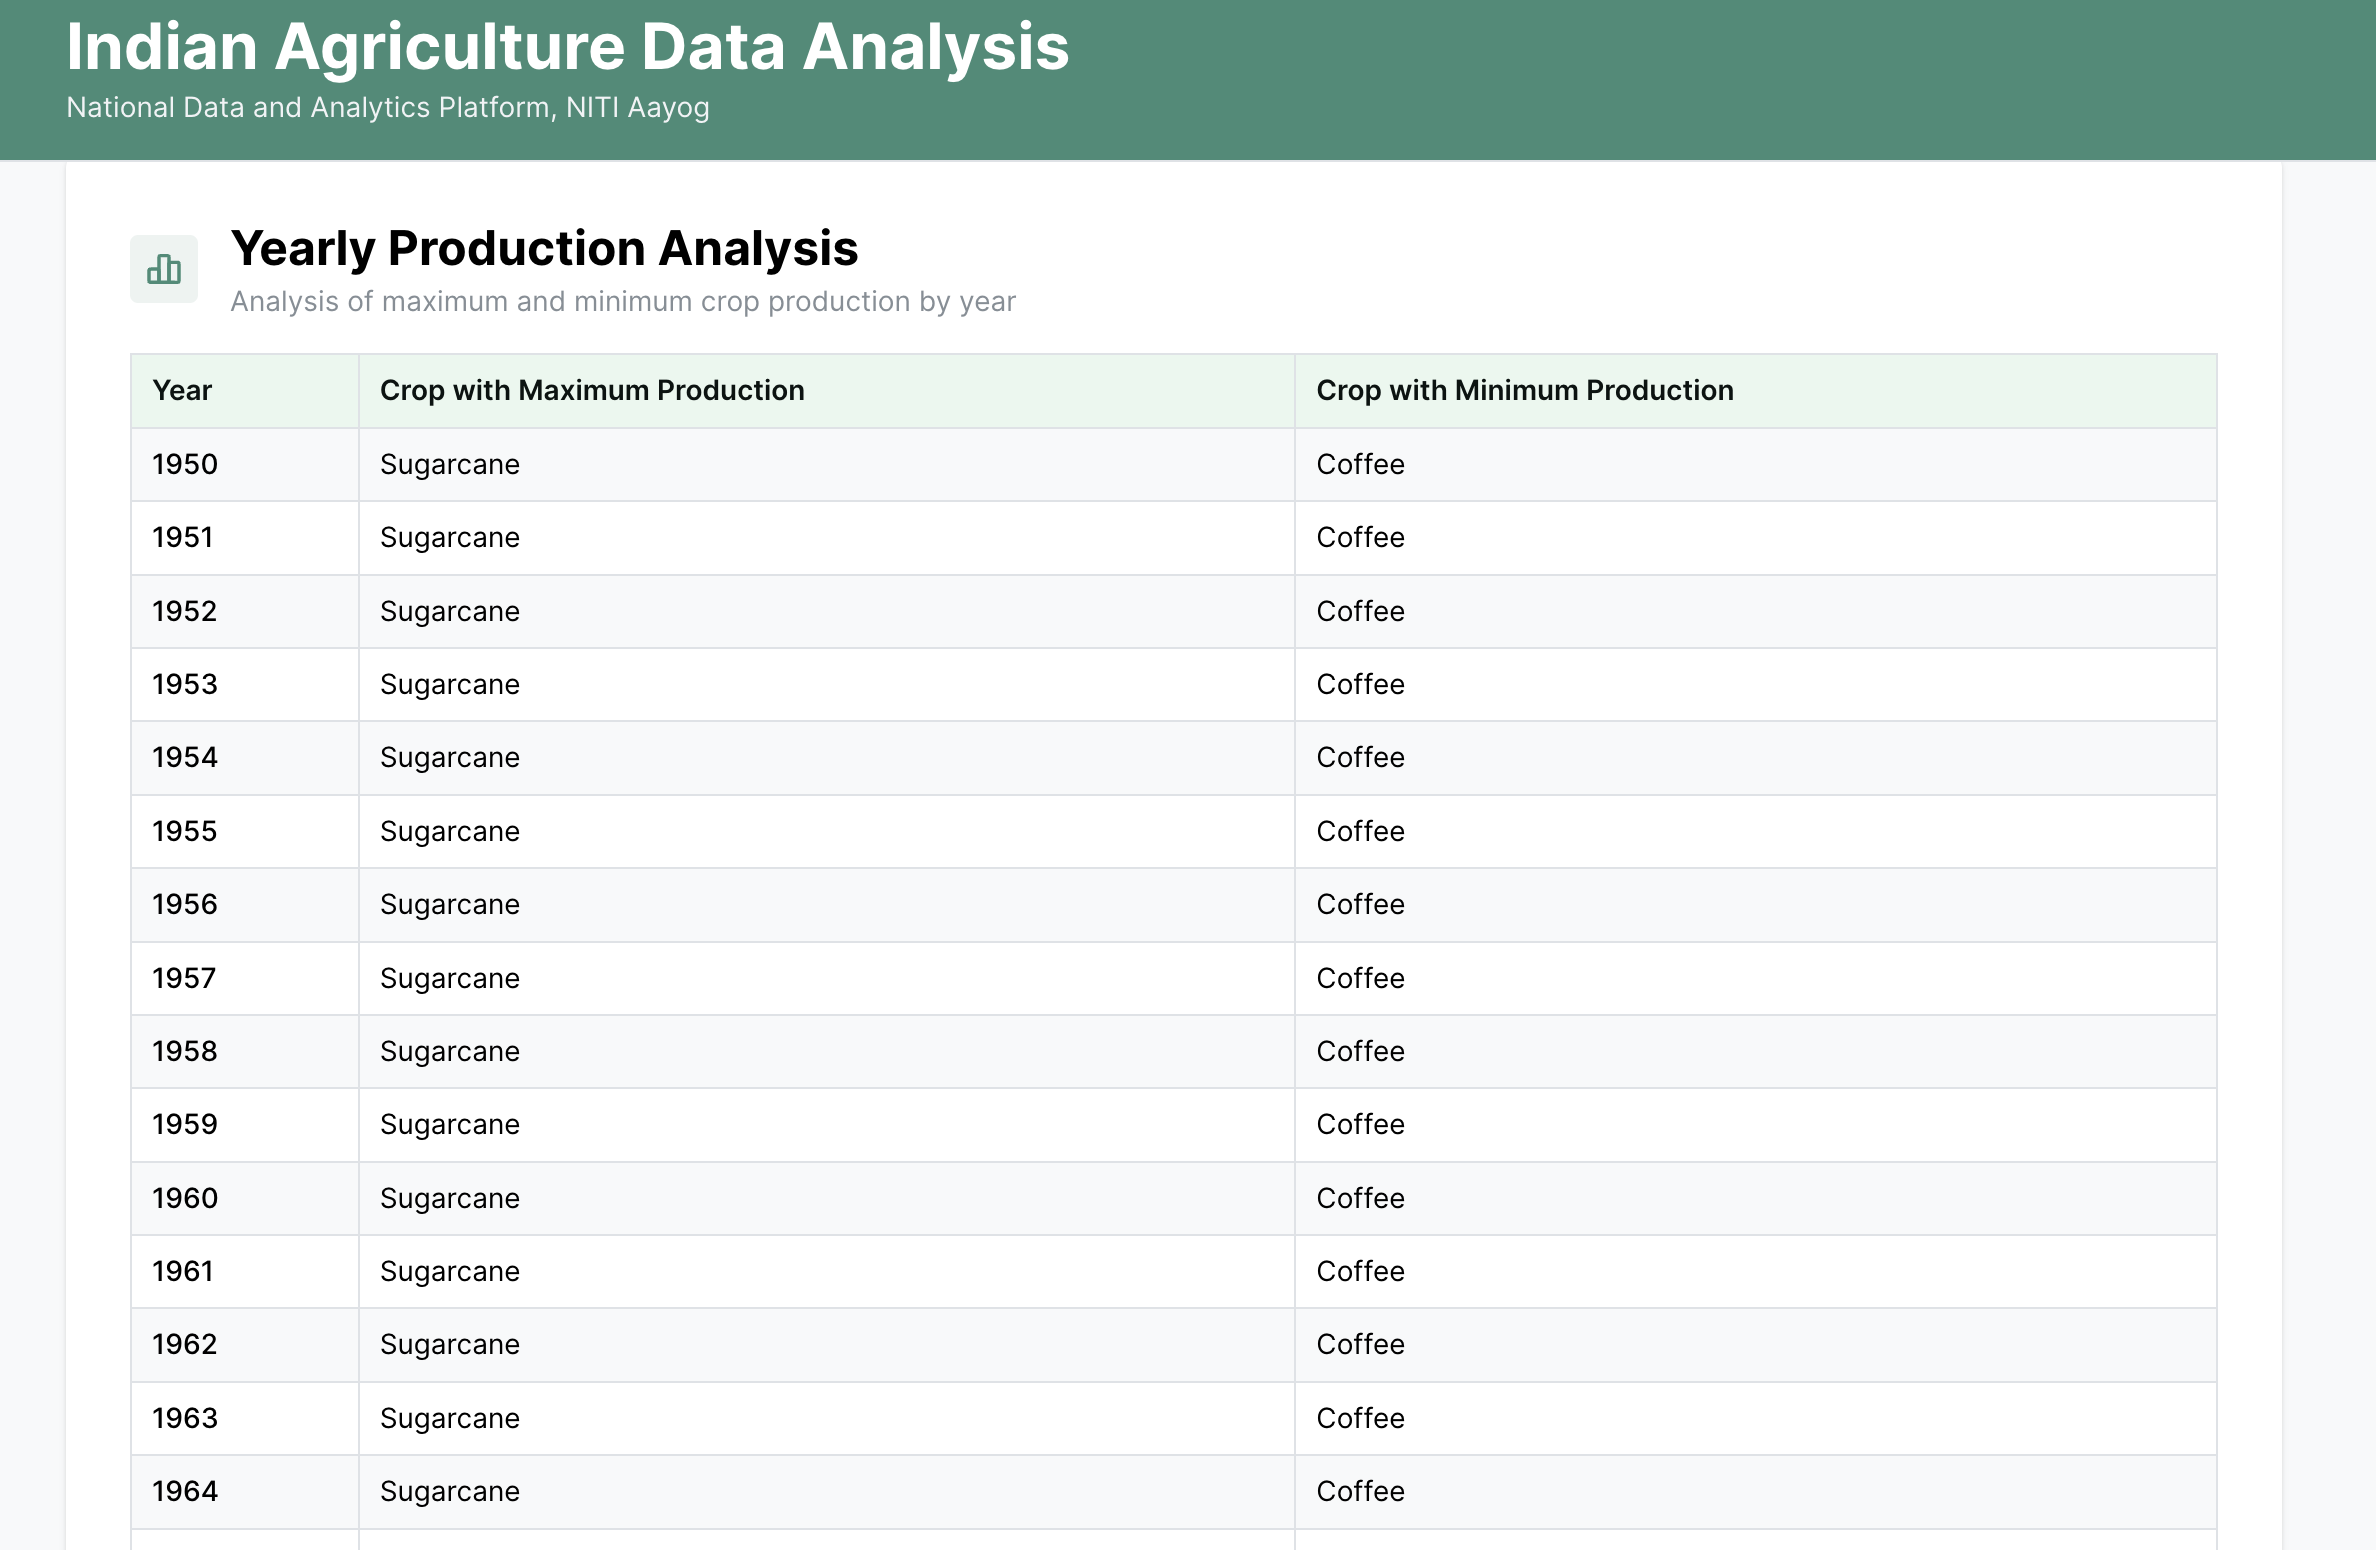 Indian Agriculture Data Analysis
National Data and Analytics Platform, NITI Aayog
Yearly Production Analysis
Analysis of maximum and minimum crop production by year
Year Crop with Maximum Production Crop with Minimum Production
1950 Sugarcane Coffee
1951 Sugarcane Coffee
1952 Sugarcane Coffee
1953 Sugarcane Coffee
1954 Sugarcane Coffee
1955 Sugarcane Coffee
1956 Sugarcane Coffee
1957 Sugarcane Coffee
1958 Sugarcane Coffee
1959 Sugarcane Coffee
1960 Sugarcane Coffee
1961 Sugarcane Coffee
1962 Sugarcane Coffee
1963 Sugarcane Coffee
1964 Sugarcane Coffee